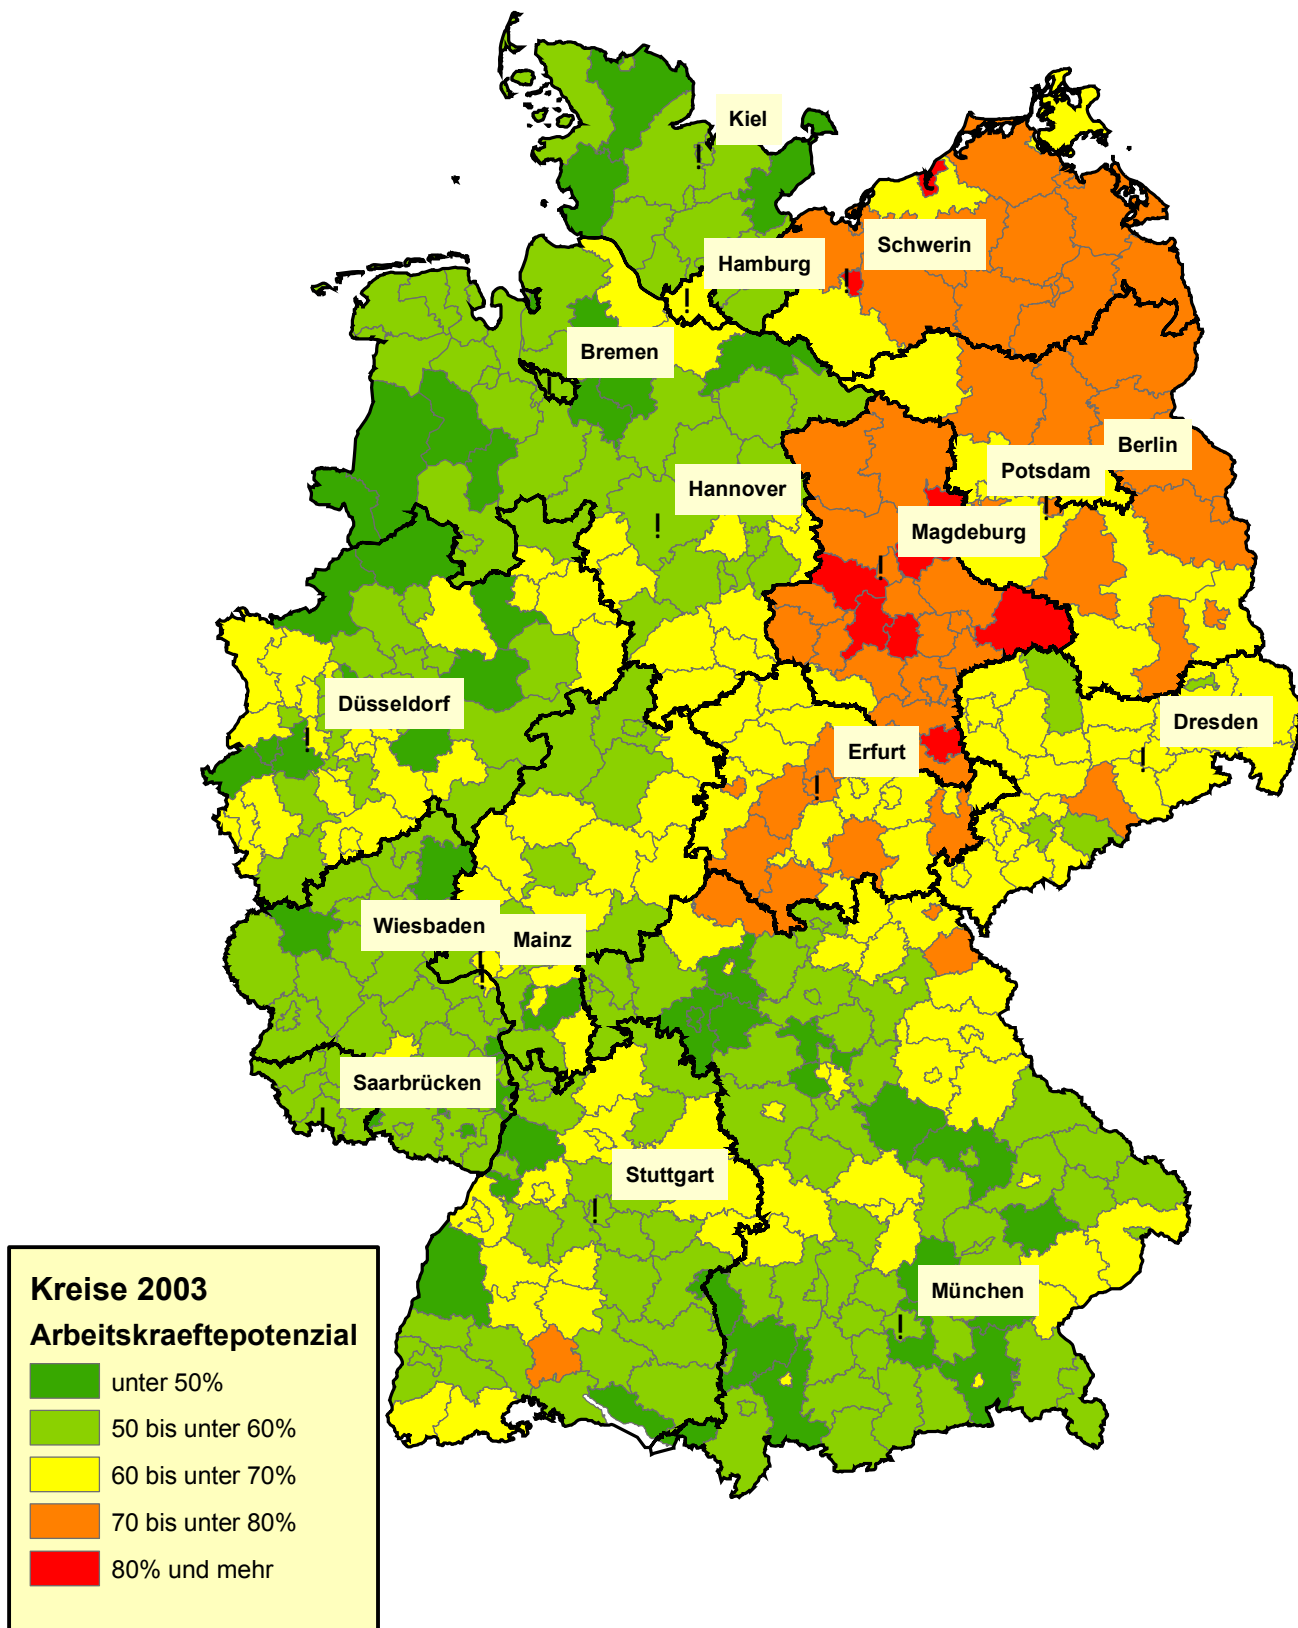 Kiel
Schwerin
Hamburg
Bremen
Berlin
Potsdam
Hannover
Magdeburg
Düsseldorf
Dresden
Erfurt
Wiesbaden
Mainz
Saarbrücken
Stuttgart
München
Kreise 2003
Arbeitskraeftepotenzial
unter 50%
50 bis unter 60%
60 bis unter 70%
70 bis unter 80%
80% und mehr